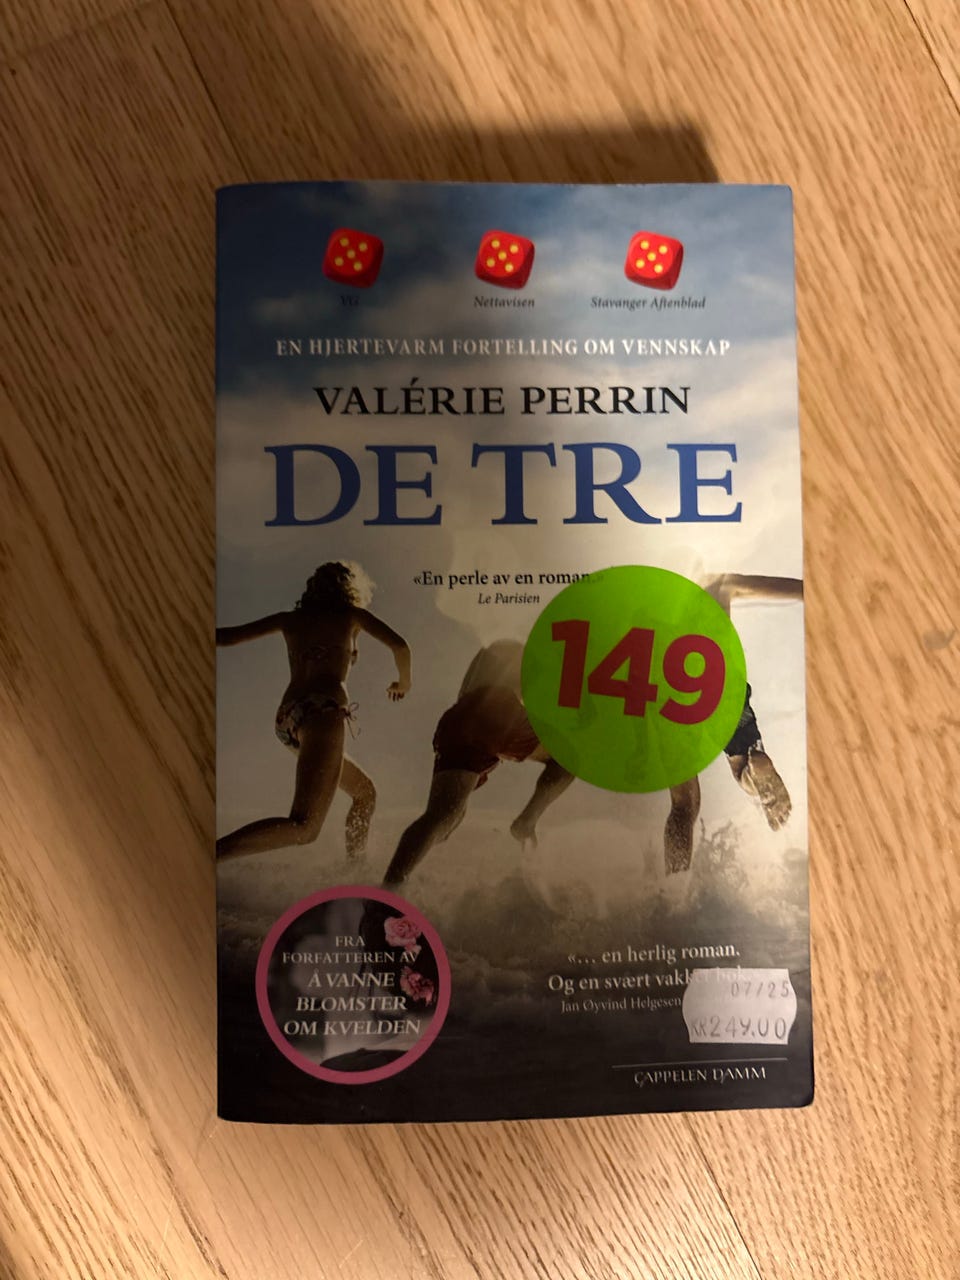 VG
Nettavisen
Stavanger Aftenblad
EN HJERTEVARM FORTELLING OM VENNSKAP
VALÉRIE PERRIN
DE TRE
«En perle av en roman.»
Le Parisien
149
FRA
FORFATTEREN AV
Å VANNE
BLOMSTER
OM KVELDEN
«... en herlig roman.
Og en svært vakker bok.
Jan Øyvind Helgesen
07/25
KR249.00
CAPPELEN DAMM